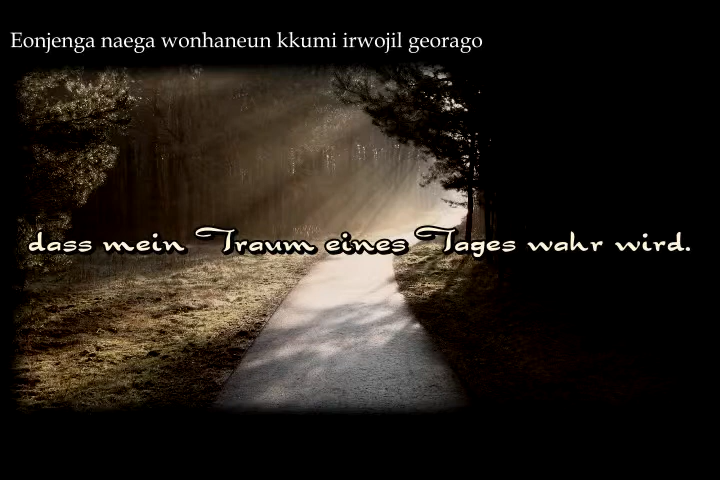 Eonjenga naega wonhaneun kkumi irwojil georago
dass mein Traum eines Tages wahr wird.